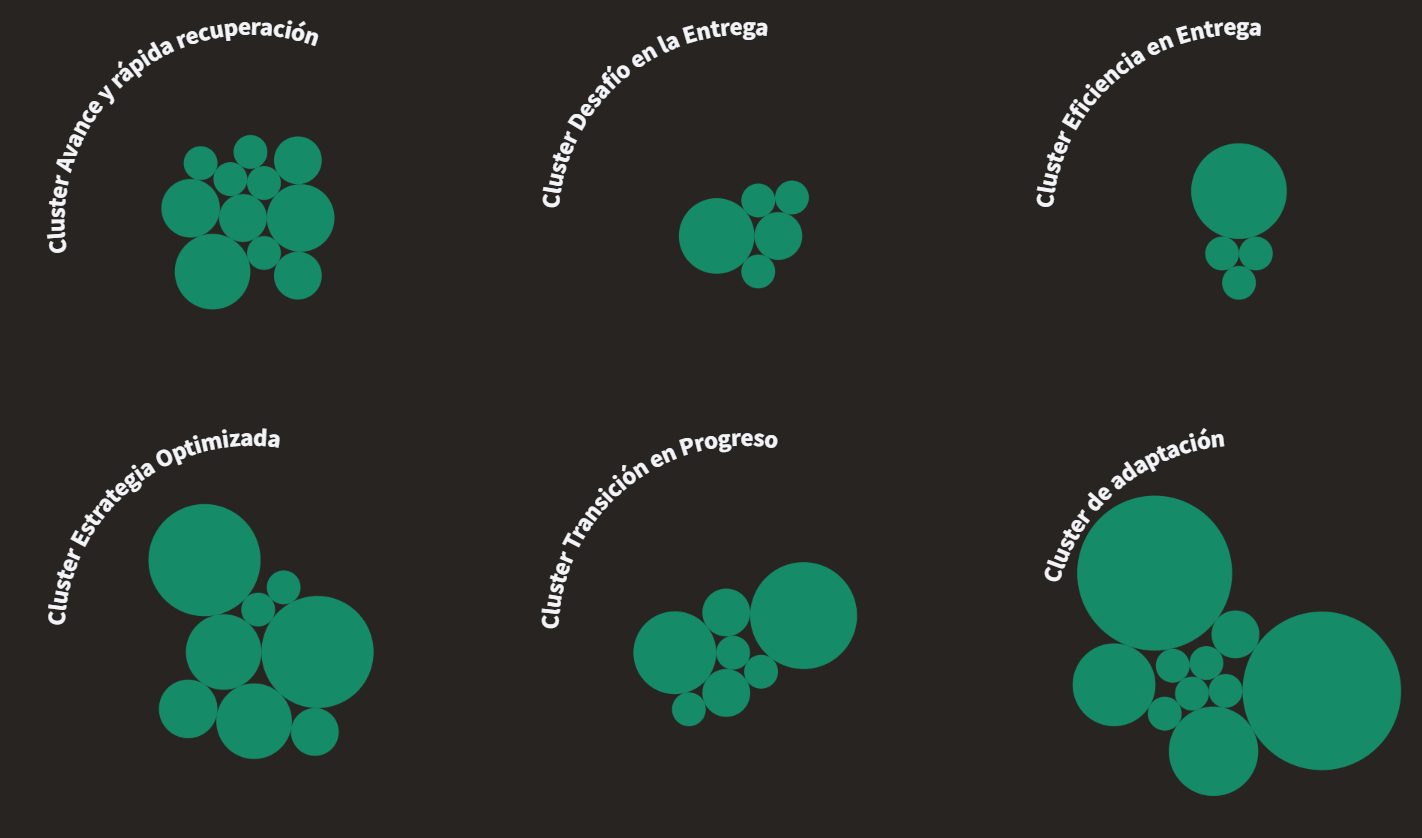 Cluster Avance y rápida recuperación
Cluster Desafío en la Entrega
Cluster Eficiencia en Entrega
Cluster Estrategia Optimizada
Cluster Transición en Progreso
Cluster de adaptación